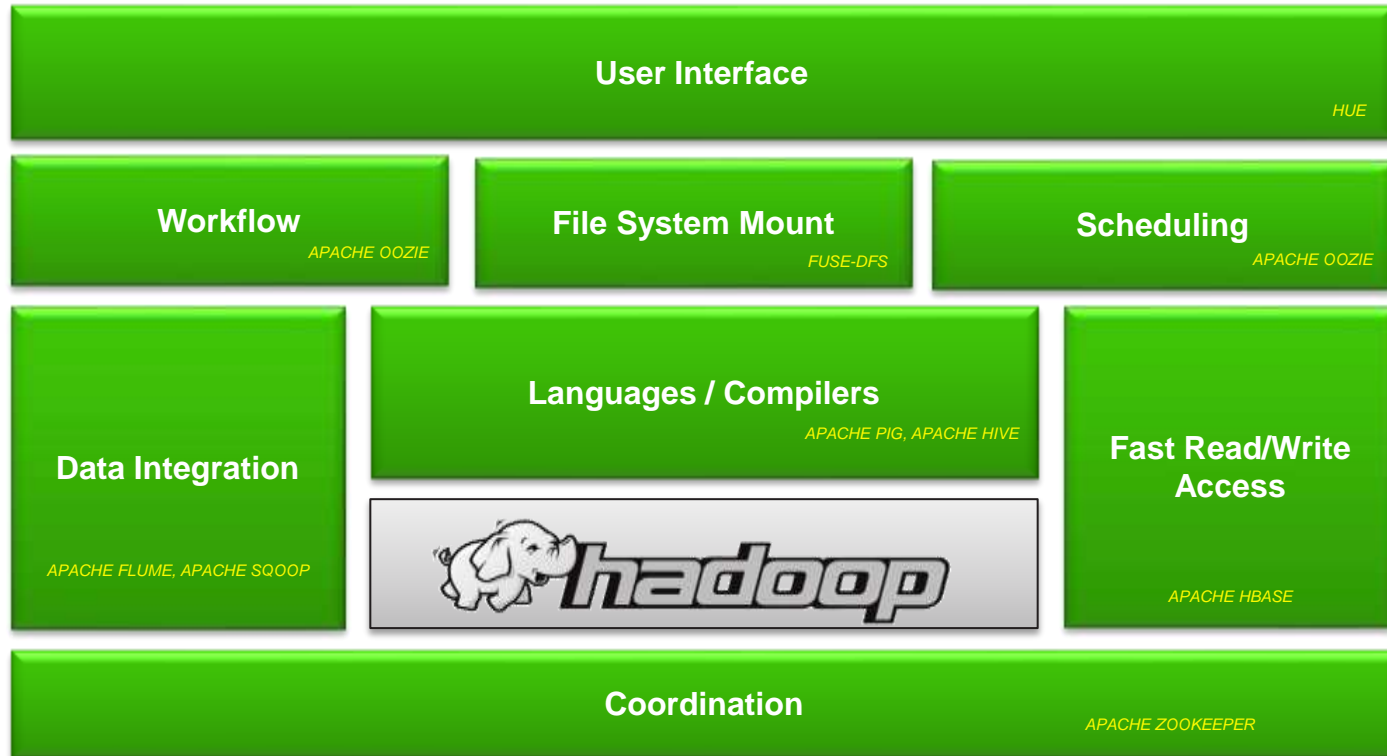 User Interface
HUE
Workflow
APACHE OOZIE
File System Mount
FUSE-DFS
Scheduling
APACHE OOZIE
Data Integration
APACHE FLUME, APACHE SQOOP
Languages / Compilers
APACHE PIG, APACHE HIVE
hadoop
Fast Read/Write
Access
APACHE HBASE
Coordination
APACHE ZOOKEEPER